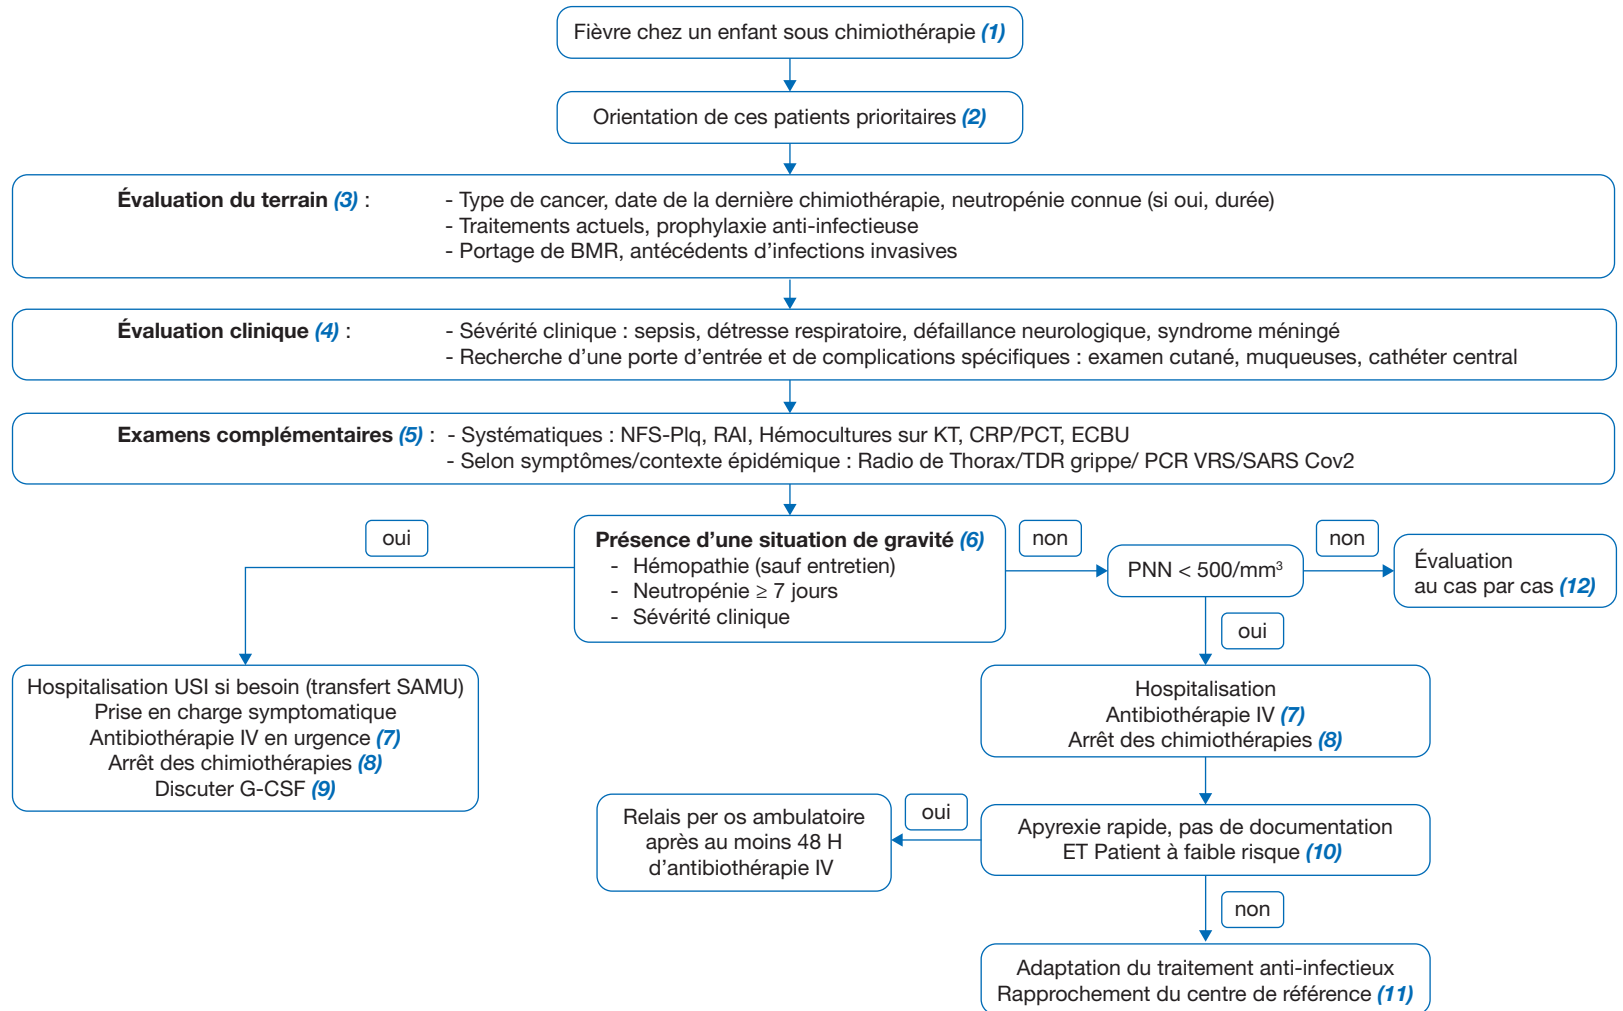 Fièvre chez un enfant sous chimiothérapie (1)
Orientation de ces patients prioritaires (2)
Évaluation du terrain (3) : - Type de cancer, date de la dernière chimiothérapie, neutropénie connue (si oui, durée)
- Traitements actuels, prophylaxie anti-infectieuse
- Portage de BMR, antécédents d'infections invasives
Évaluation clinique (4) : - Sévérité clinique : sepsis, détresse respiratoire, défaillance neurologique, syndrome méningé
- Recherche d'une porte d'entrée et de complications spécifiques : examen cutané, muqueuses, cathéter central
Examens complémentaires (5) : - Systématiques : NFS-Plq, RAI, Hémocultures sur KT, CRP/PCT, ECBU
- Selon symptômes/contexte épidémique : Radio de Thorax/TDR grippe/ PCR VRS/SARS Cov2
oui
Présence d'une situation de gravité (6)
- Hémopathie (sauf entretien)
- Neutropénie ≥ 7 jours
- Sévérité clinique
non
PNN < 500/mm³
non
Évaluation
au cas par cas (12)
oui
Hospitalisation USI si besoin (transfert SAMU)
Prise en charge symptomatique
Antibiothérapie IV en urgence (7)
Arrêt des chimiothérapies (8)
Discuter G-CSF (9)
Hospitalisation
Antibiothérapie IV (7)
Arrêt des chimiothérapies (8)
Relais per os ambulatoire
après au moins 48 H
d'antibiothérapie IV
oui
Apyrexie rapide, pas de documentation
ET Patient à faible risque (10)
non
Adaptation du traitement anti-infectieux
Rapprochement du centre de référence (11)